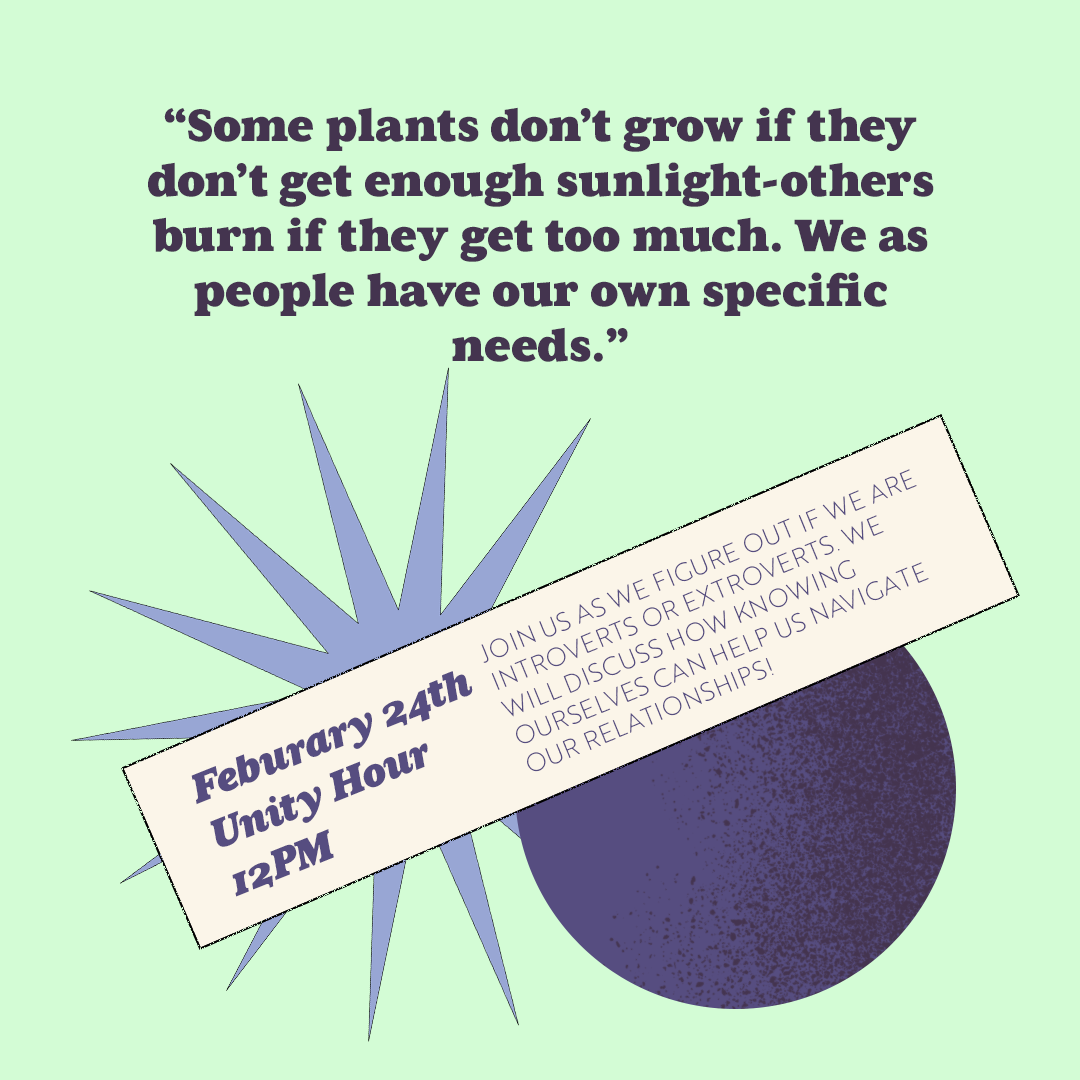 “Some plants don’t grow if they
don’t get enough sunlight-others
burn if they get too much. We as
people have our own specific
needs.”
Feburary 24th
Unity Hour
12PM
JOIN US AS WE FIGURE OUT IF WE ARE
INTROVERTS OR EXTROVERTS. WE
WILL DISCUSS HOW KNOWING
OURSELVES CAN HELP US NAVIGATE
OUR RELATIONSHIPS!